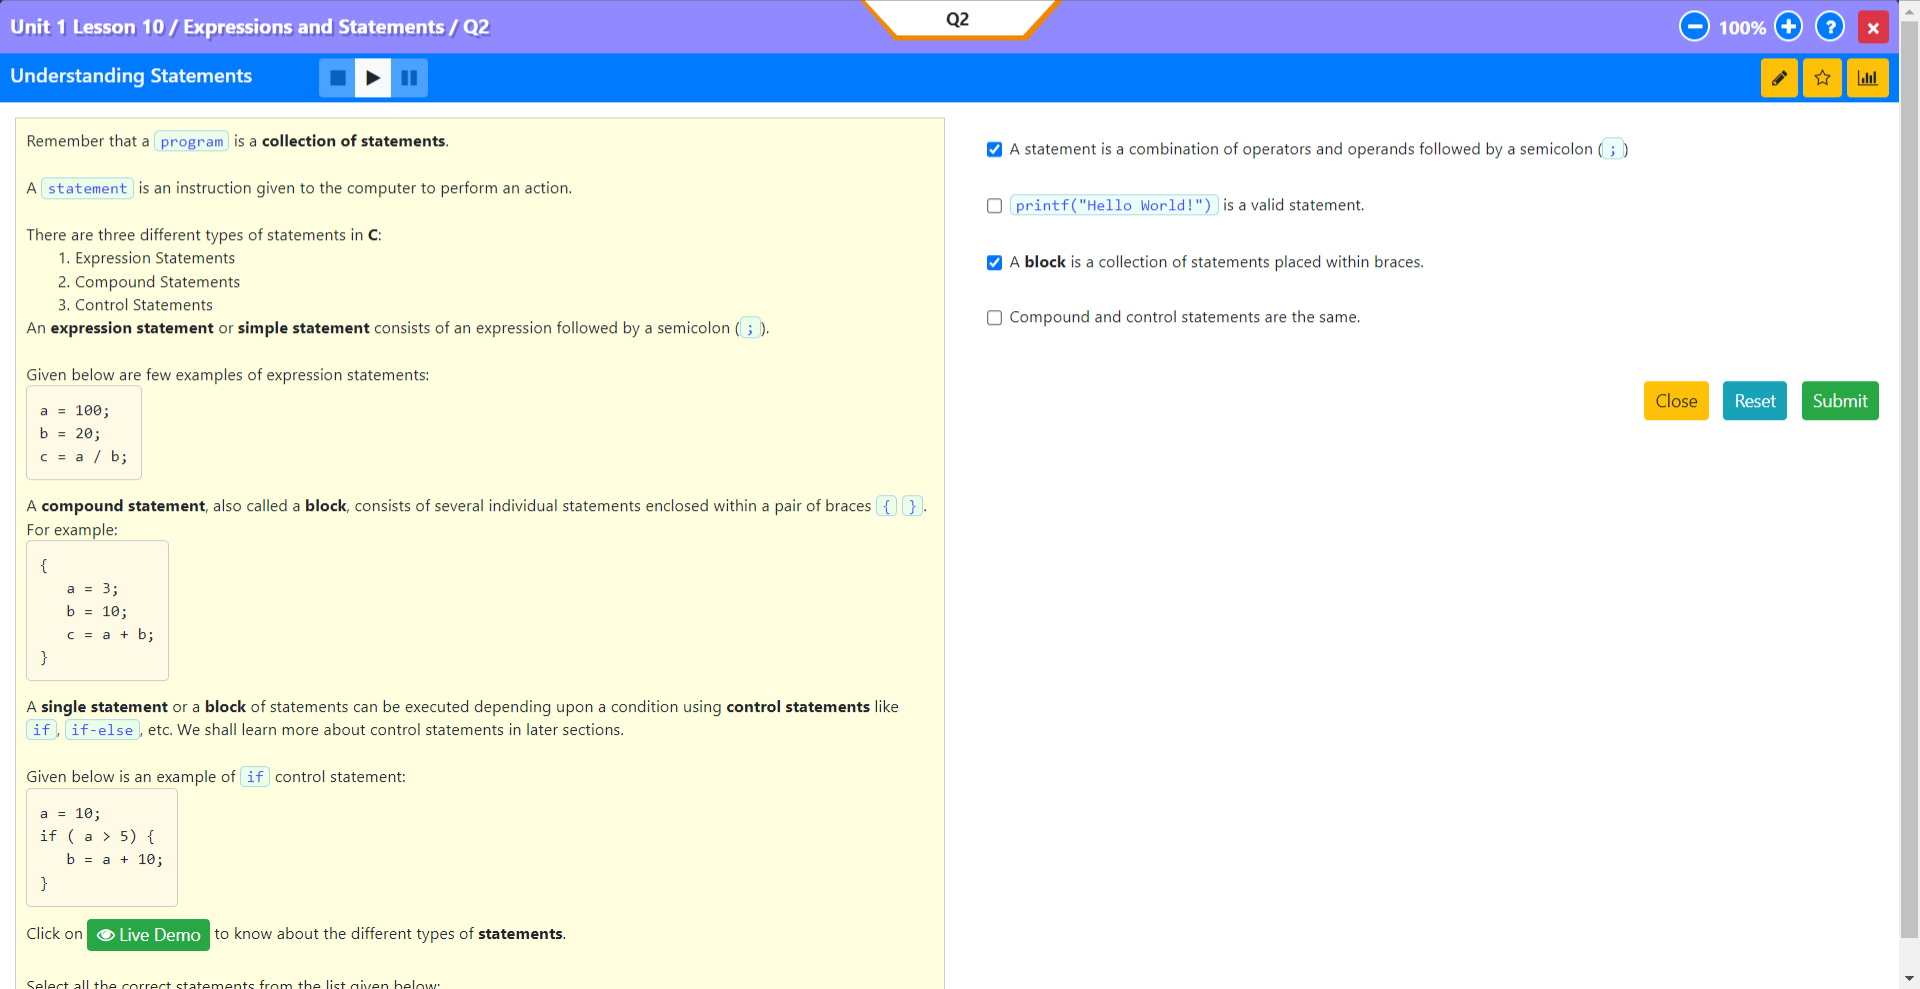 Unit 1 Lesson 10 / Expressions and Statements / Q2
Q2
100%
?
Understanding Statements
Remember that a program is a collection of statements.
A statement is an instruction given to the computer to perform an action.
There are three different types of statements in C:
1. Expression Statements
2. Compound Statements
3. Control Statements
An expression statement or simple statement consists of an expression followed by a semicolon ( ; ).
Given below are few examples of expression statements:
a = 100;
b = 20;
c = a / b;
A compound statement, also called a block, consists of several individual statements enclosed within a pair of braces { } .
For example:
{
a = 3;
b = 10;
c = a + b;
}
A single statement or a block of statements can be executed depending upon a condition using control statements like
if , if-else , etc. We shall learn more about control statements in later sections.
Given below is an example of if control statement:
a = 10;
if ( a > 5) {
b = a + 10;
}
Click on Live Demo to know about the different types of statements.
Select all the correct statements from the list given below:
A statement is a combination of operators and operands followed by a semicolon ( ; )
printf("Hello World!") is a valid statement.
A block is a collection of statements placed within braces.
Compound and control statements are the same.
Close Reset Submit